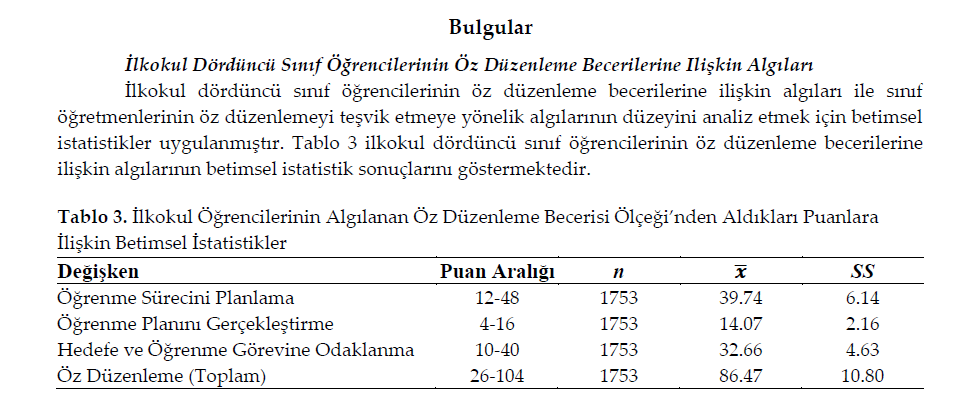 Bulgular
İlkokul Dördüncü Sınıf Öğrencilerinin Öz Düzenleme Becerilerine Ilişkin Algıları
İlkokul dördüncü sınıf öğrencilerinin öz düzenleme becerilerine ilişkin algıları ile sınıf
öğretmenlerinin öz düzenlemeyi teşvik etmeye yönelik algılarının düzeyini analiz etmek için betimsel
istatistikler uygulanmıştır. Tablo 3 ilkokul dördüncü sınıf öğrencilerinin öz düzenleme becerilerine
ilişkin algılarının betimsel istatistik sonuçlarını göstermektedir.
Tablo 3. İlkokul Öğrencilerinin Algılanan Öz Düzenleme Becerisi Ölçeği’nden Aldıkları Puanlara
İlişkin Betimsel İstatistikler
Değişken Puan Aralığı n x̅ SS
Öğrenme Sürecini Planlama 12-48 1753 39.74 6.14
Öğrenme Planını Gerçekleştirme 4-16 1753 14.07 2.16
Hedefe ve Öğrenme Görevine Odaklanma 10-40 1753 32.66 4.63
Öz Düzenleme (Toplam) 26-104 1753 86.47 10.80